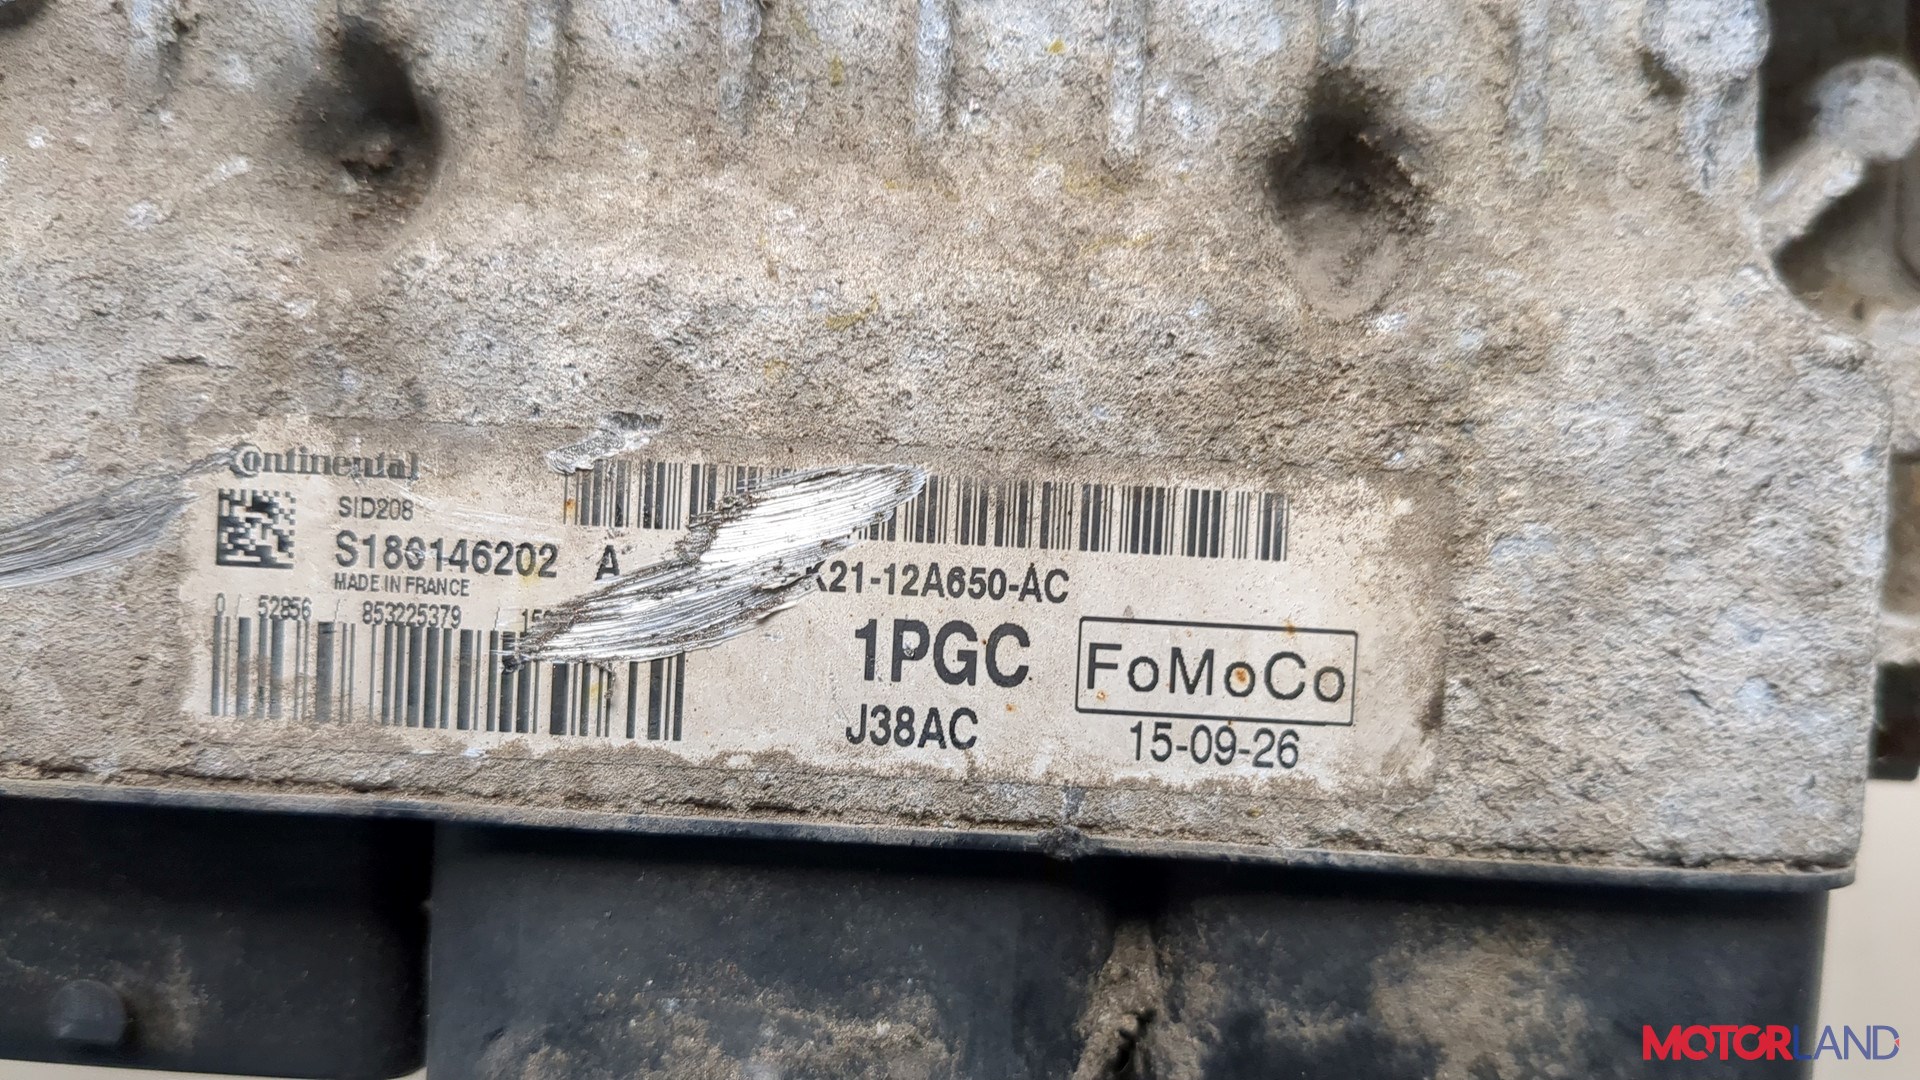 Continental
SID208
S180146202 A
MADE IN FRANCE
K21-12A650-AC
0 / 52856 / 853225379
1PGC
FoMoCo
J38AC
15-09-26
MOTORLAND